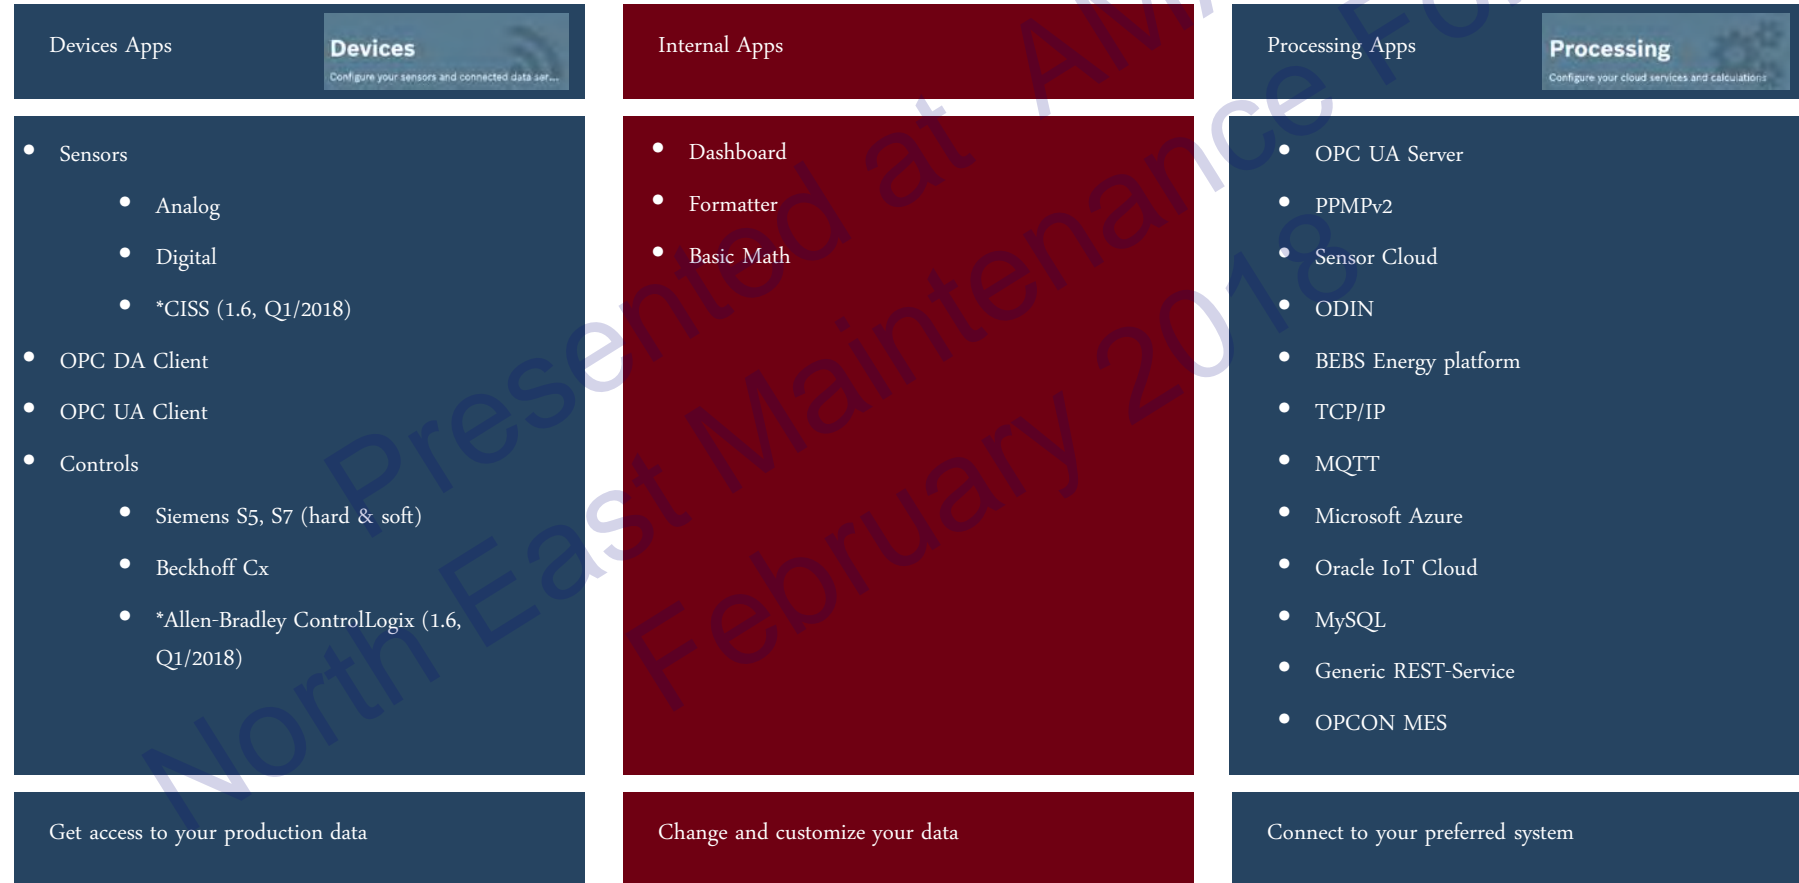 Devices Apps
Devices
Configure your sensors and connected data ser...
Sensors
Analog
Digital
*CISS (1.6, Q1/2018)
OPC DA Client
OPC UA Client
Controls
Siemens S5, S7 (hard & soft)
Beckhoff Cx
*Allen-Bradley ControlLogix (1.6,
Q1/2018)
Get access to your production data
Internal Apps
Dashboard
Formatter
Basic Math
Change and customize your data
Processing Apps
Processing
Configure your cloud services and calculations
OPC UA Server
PPMPv2
Sensor Cloud
ODIN
BEBS Energy platform
TCP/IP
MQTT
Microsoft Azure
Oracle IoT Cloud
MySQL
Generic REST-Service
OPCON MES
Connect to your preferred system
Presented at
North East Maintenance
February 2018